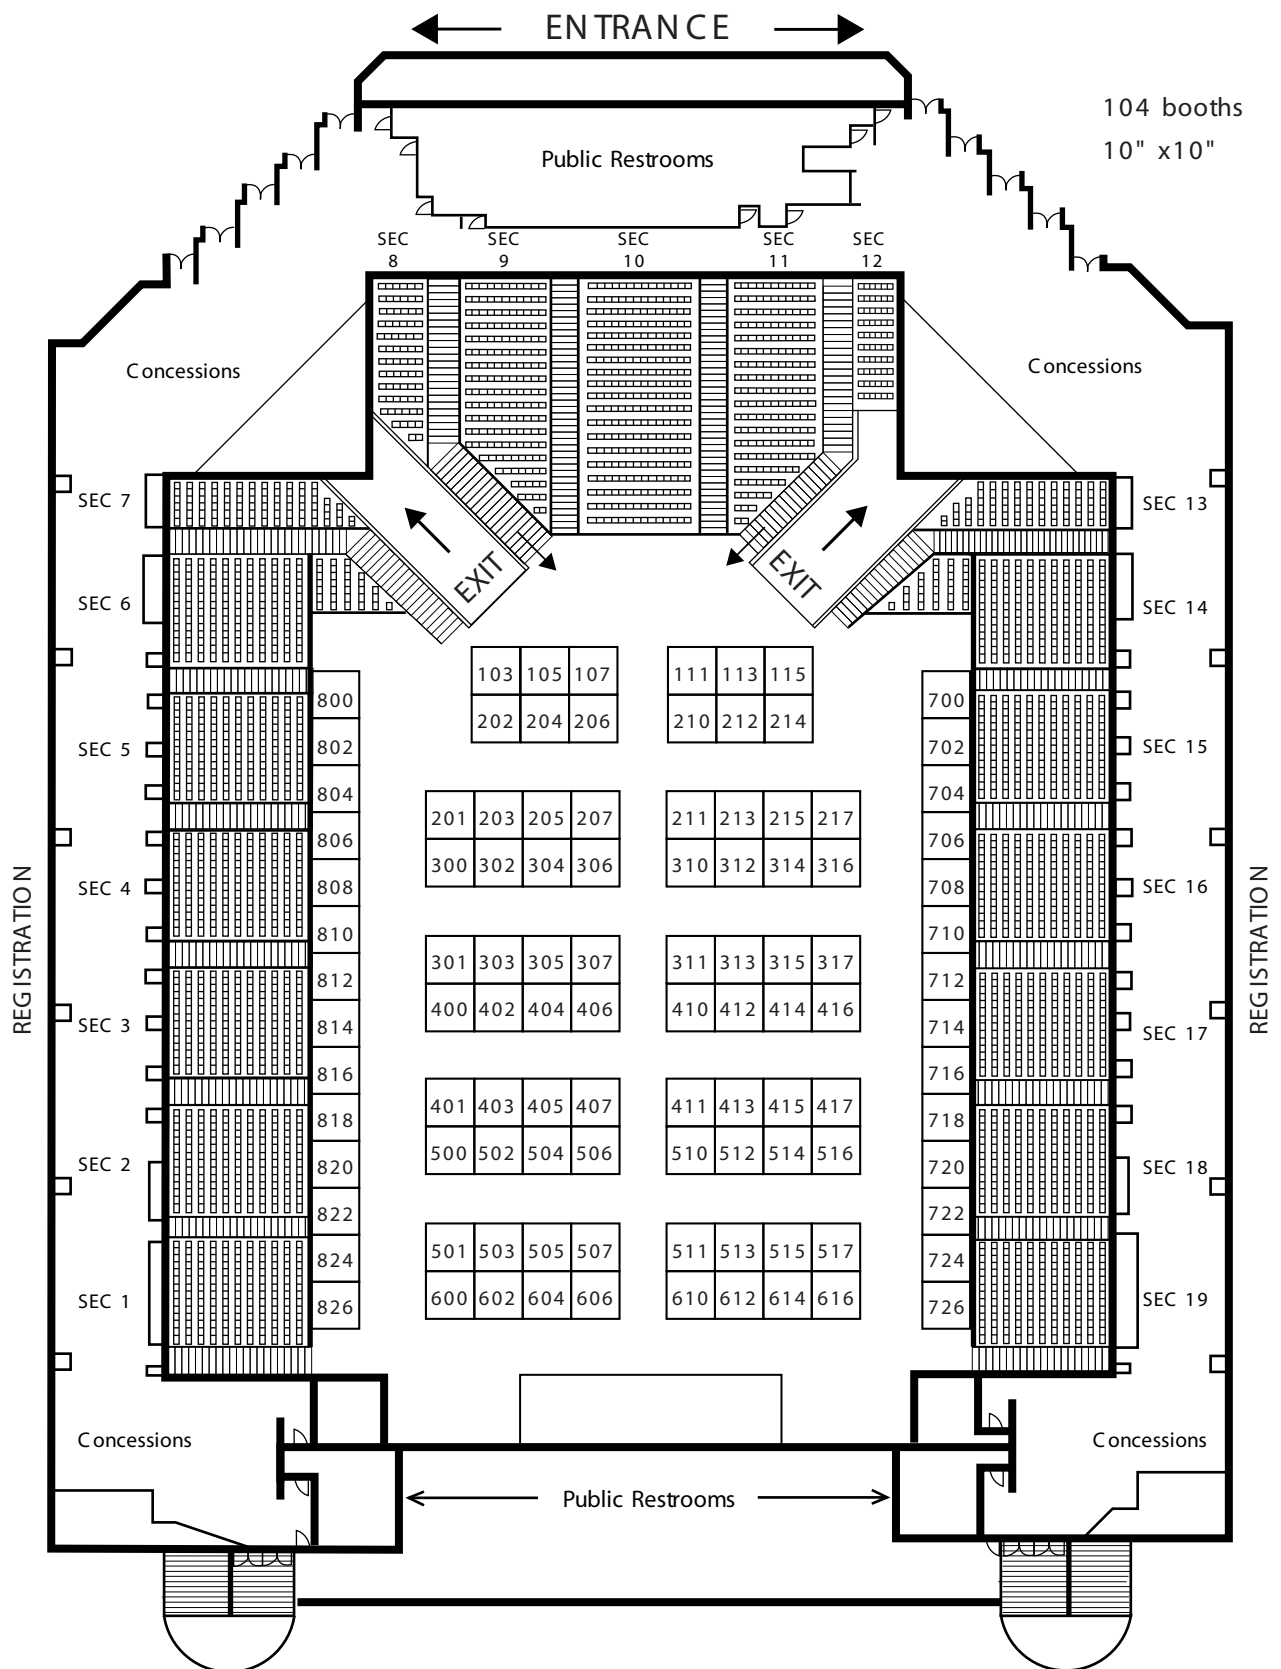 ENTRANCE
104 booths
10" x10"
Public Restrooms
SEC 8 SEC 9 SEC 10 SEC 11 SEC 12
Concessions Concessions
SEC 7 SEC 13
EXIT EXIT
SEC 6 SEC 14
103 105 107 111 113 115
800 700
202 204 206 210 212 214
SEC 5 802 702 SEC 15
804 704
201 203 205 207 211 213 215 217
806 706
300 302 304 306 310 312 314 316
SEC 4 808 708 SEC 16
REGISTRATION REGISTRATION
810 710
301 303 305 307 311 313 315 317
812 712
400 402 404 406 410 412 414 416
SEC 3 814 714 SEC 17
816 716
401 403 405 407 411 413 415 417
818 718
500 502 504 506 510 512 514 516
SEC 2 820 720 SEC 18
822 722
501 503 505 507 511 513 515 517
824 724
600 602 604 606 610 612 614 616
SEC 1 826 726 SEC 19
Concessions Concessions
Public Restrooms